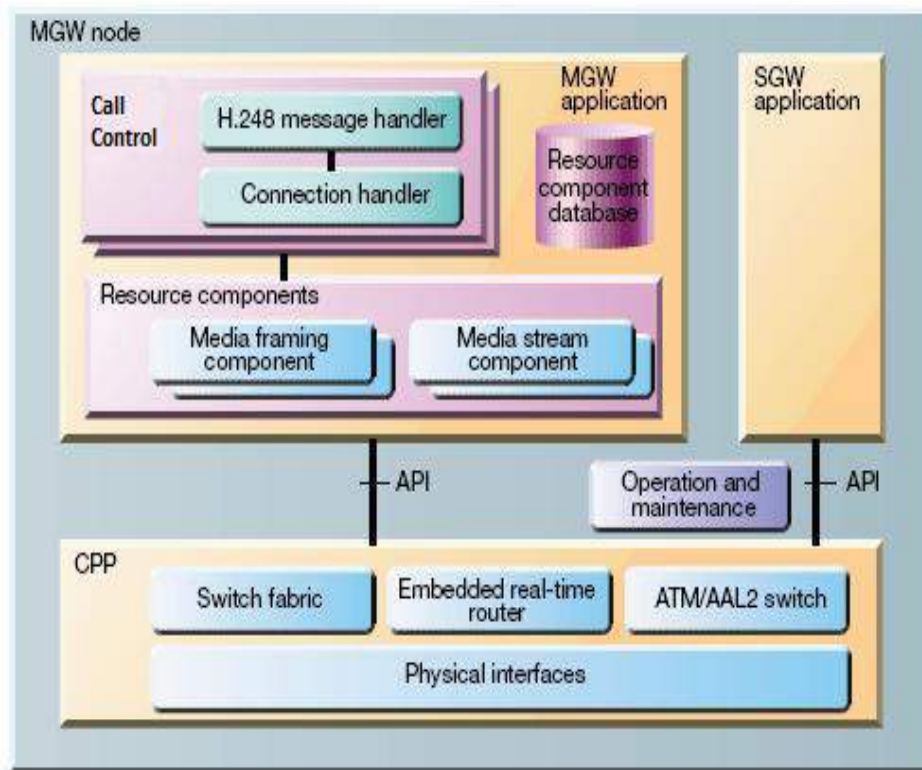 MGW node
Call
Control
H.248 message handler
Connection handler
MGW
application
Resource
component
database
SGW
application
Resource components
Media framing
component
Media stream
component
API
Operation and
maintenance
API
CPP
Switch fabric
Embedded real-time
router
ATM/AAL2 switch
Physical interfaces